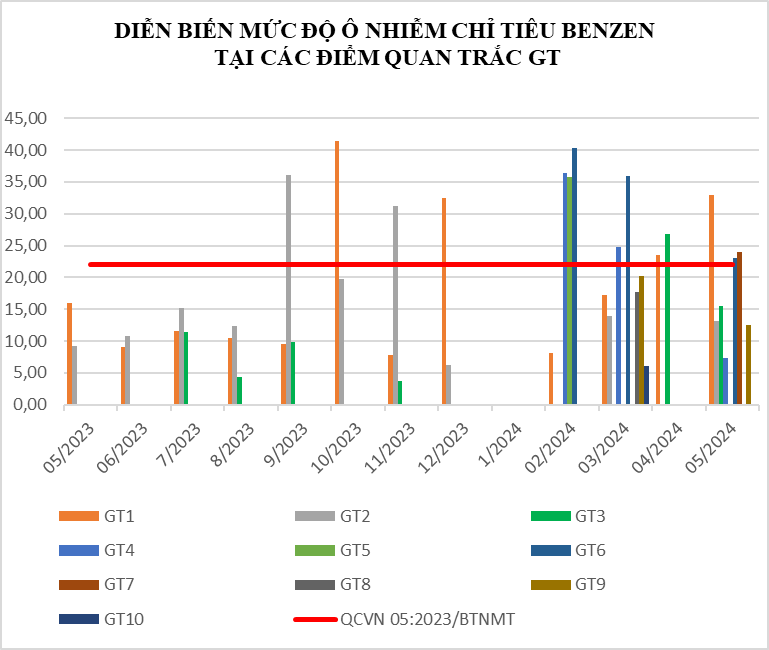 DIỄN BIẾN MỨC ĐỘ Ô NHIỄM CHỈ TIÊU BENZEN
TẠI CÁC ĐIỂM QUAN TRẮC GT
45,00
40,00
35,00
30,00
25,00
20,00
15,00
10,00
5,00
0,00
05/2023
06/2023
7/2023
8/2023
9/2023
10/2023
11/2023
12/2023
1/2024
02/2024
03/2024
04/2024
05/2024
GT1
GT2
GT3
GT4
GT5
GT6
GT7
GT8
GT9
GT10
QCVN 05:2023/BTNMT